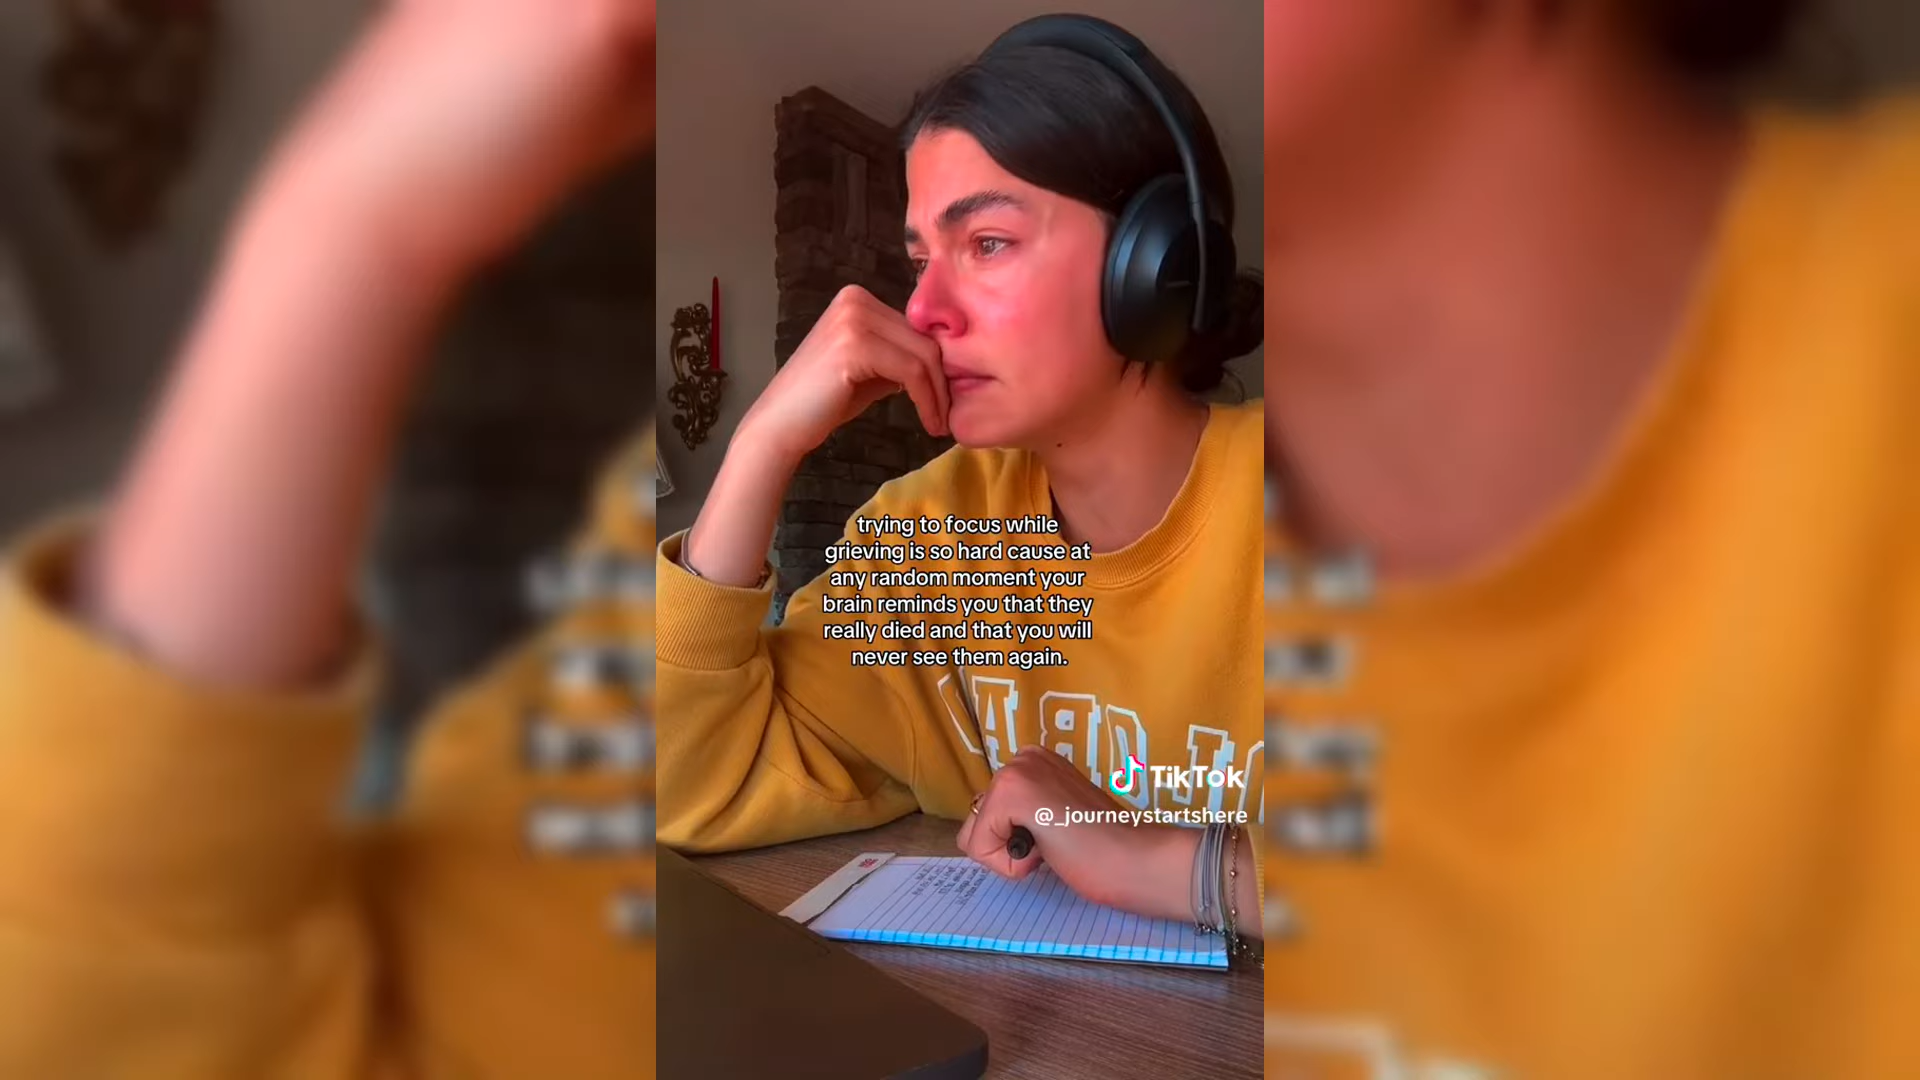 trying to focus while
grieving is so hard cause at
any random moment your
brain reminds you that they
really died and that you will
never see them again.
TikTok
@_journeystartshere